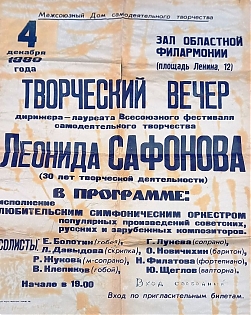 Межсоюзный Дом самодеятельного творчества
4
декабря
1980
года
ЗАЛ ОБЛАСТНОЙ
ФИЛАРМОНИИ
(площадь Ленина, 12)
ТВОРЧЕСКИЙ ВЕЧЕР
дирижера-лауреата Всесоюзного фестиваля
самодеятельного творчества
Леонида САФОНОВА
(30 лет творческой деятельности)
В ПРОГРАММЕ:
исполнение
ЛЮБИТЕЛЬСКИМ СИМФОНИЧЕСКИМ ОРКЕСТРОМ
популярных произведений советских,
русских и зарубежных композиторов.
СОЛИСТЫ:
Е. Болотин (гобой),
Л. Давыдова (скрипка)
Р. Жукова (м-сопрано)
В. Клепиков (гобой),
Г. Лунева (сопрано),
О. Новичихин (баритон)
Н. Филатова (фортепиано)
Ю. Щеглов (валторна)
Начало в 19.00
Вход свободный
Вход по пригласительным билетам.